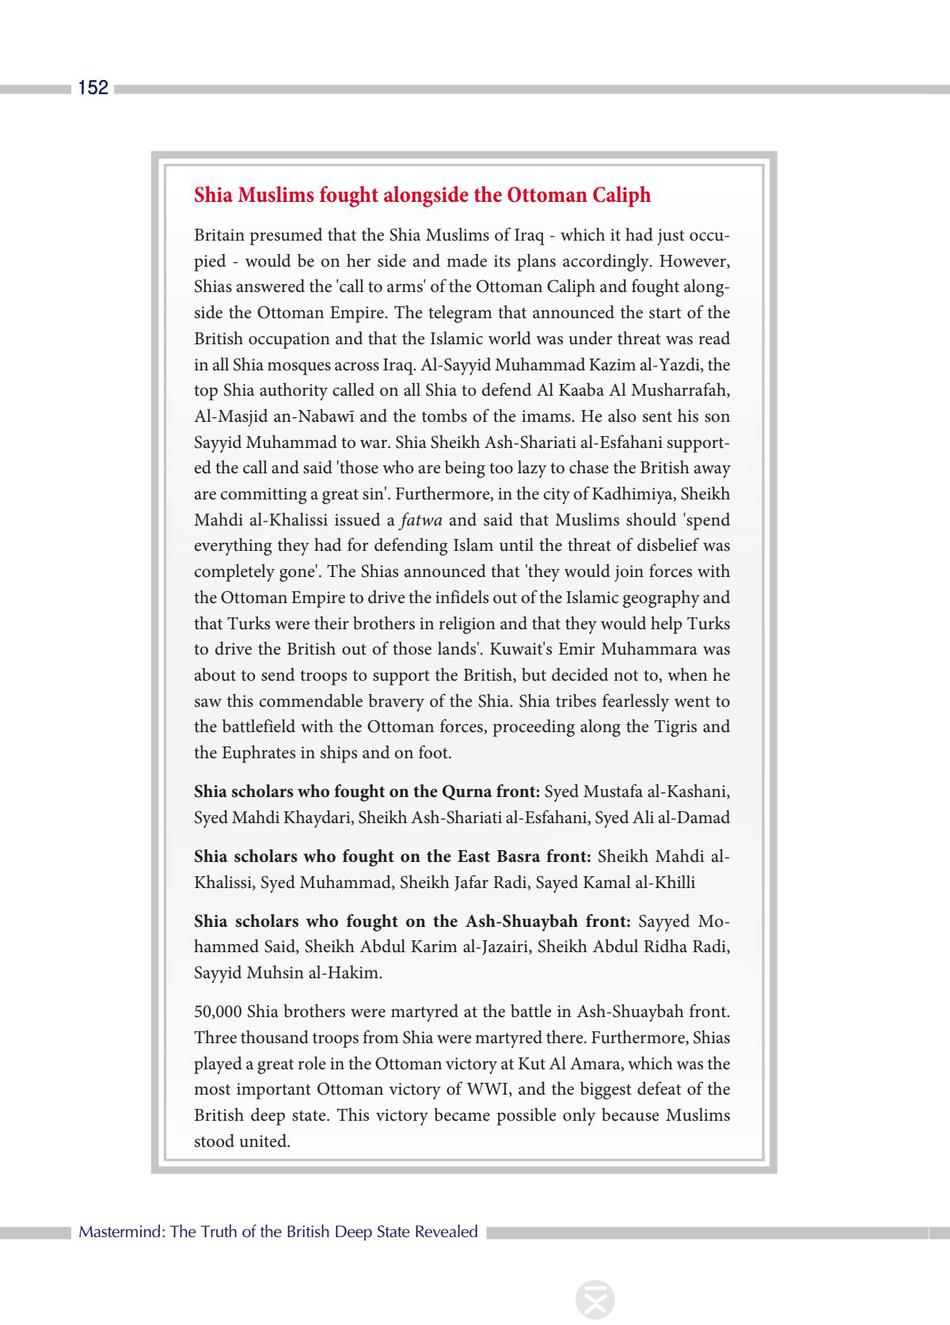 152
Shia Muslims fought alongside the Ottoman Caliph
Britain presumed that the Shia Muslims of Iraq - which it had just occu-
pied - would be on her side and made its plans accordingly. However,
Shias answered the 'call to arms' of the Ottoman Caliph and fought along-
side the Ottoman Empire. The telegram that announced the start of the
British occupation and that the Islamic world was under threat was read
in all Shia mosques across Iraq. Al-Sayyid Muhammad Kazim al-Yazdi, the
top Shia authority called on all Shia to defend Al Kaaba Al Musharrafah,
Al-Masjid an-Nabawī and the tombs of the imams. He also sent his son
Sayyid Muhammad to war. Shia Sheikh Ash-Shariati al-Esfahani support-
ed the call and said 'those who are being too lazy to chase the British away
are committing a great sin'. Furthermore, in the city of Kadhimiya, Sheikh
Mahdi al-Khalissi issued a fatwa and said that Muslims should 'spend
everything they had for defending Islam until the threat of disbelief was
completely gone'. The Shias announced that 'they would join forces with
the Ottoman Empire to drive the infidels out of the Islamic geography and
that Turks were their brothers in religion and that they would help Turks
to drive the British out of those lands'. Kuwait's Emir Muhammara was
about to send troops to support the British, but decided not to, when he
saw this commendable bravery of the Shia. Shia tribes fearlessly went to
the battlefield with the Ottoman forces, proceeding along the Tigris and
the Euphrates in ships and on foot.
Shia scholars who fought on the Qurna front: Syed Mustafa al-Kashani,
Syed Mahdi Khaydari, Sheikh Ash-Shariati al-Esfahani, Syed Ali al-Damad
Shia scholars who fought on the East Basra front: Sheikh Mahdi al-
Khalissi, Syed Muhammad, Sheikh Jafar Radi, Sayed Kamal al-Khilli
Shia scholars who fought on the Ash-Shuaybah front: Sayyed Mo-
hammed Said, Sheikh Abdul Karim al-Jazairi, Sheikh Abdul Ridha Radi,
Sayyid Muhsin al-Hakim.
50,000 Shia brothers were martyred at the battle in Ash-Shuaybah front.
Three thousand troops from Shia were martyred there. Furthermore, Shias
played a great role in the Ottoman victory at Kut Al Amara, which was the
most important Ottoman victory of WWI, and the biggest defeat of the
British deep state. This victory became possible only because Muslims
stood united.
Mastermind: The Truth of the British Deep State Revealed